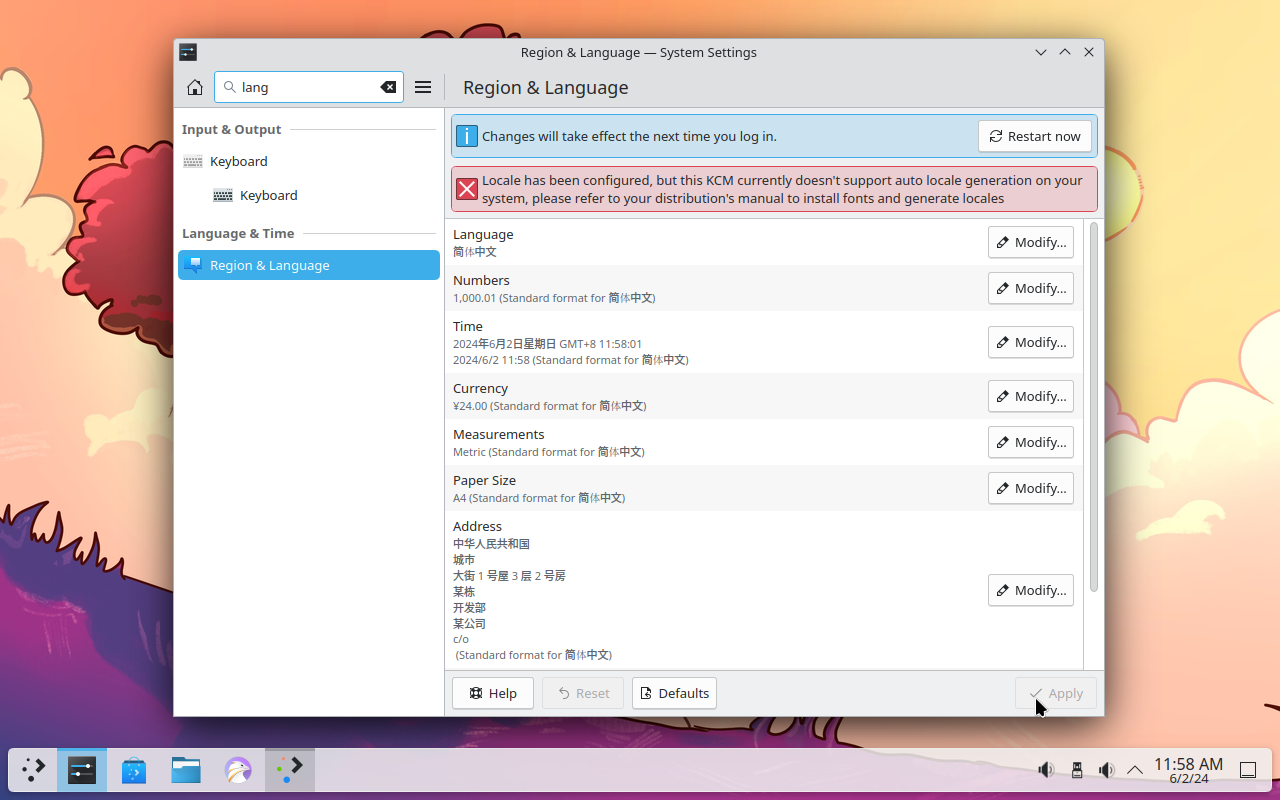 Region & Language — System Settings
lang
Region & Language
Input & Output
Keyboard
Keyboard
Language & Time
Region & Language
Changes will take effect the next time you log in.
Restart now
Locale has been configured, but this KCM currently doesn't support auto locale generation on your
system, please refer to your distribution's manual to install fonts and generate locales
Language
简体中文
Modify...
Numbers
1,000.01 (Standard format for 简体中文)
Modify...
Time
2024年6月2日星期日 GMT+8 11:58:01
2024/6/2 11:58 (Standard format for 简体中文)
Modify...
Currency
¥24.00 (Standard format for 简体中文)
Modify...
Measurements
Metric (Standard format for 简体中文)
Modify...
Paper Size
A4 (Standard format for 简体中文)
Modify...
Address
中华人民共和国
城市
大街 1 号屋 3 层 2 号房
某栋
开发部
某公司
c/o
(Standard format for 简体中文)
Modify...
Help
Reset
Defaults
Apply
11:58 AM
6/2/24